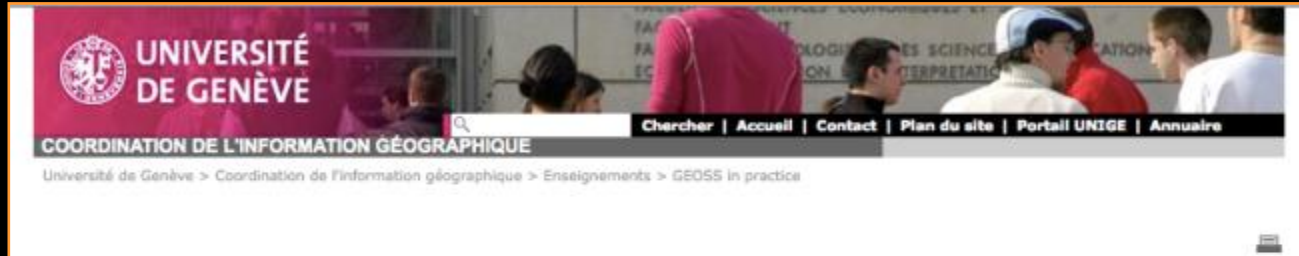 UNIVERSITÉ
DE GENÈVE
Chercher | Accueil | Contact | Plan du site | Portail UNIGE | Annuaire
COORDINATION DE L'INFORMATION GÉOGRAPHIQUE
Université de Genève > Coordination de l'information géographique > Enseignements > GEOSS in practice